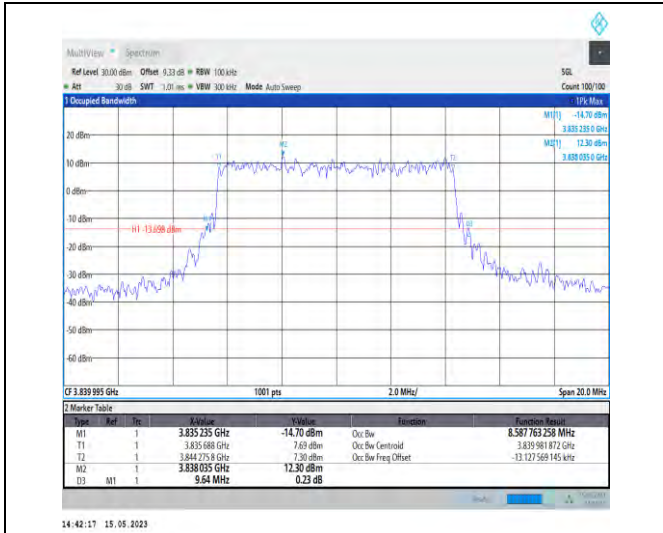 MultiView Spectrum
Ref Level 30.00 dBm Offset 9.33 dB RBW 100 kHz SGL
Att 30 dB SWT 1.01 ms VBW 300 kHz Mode Auto Sweep Count 100/100
1 Occupied Bandwidth 1Pk Max
M1[1] -14.70 dBm
3.835 235 0 GHz
M2[1] 12.30 dBm
3.838 035 0 GHz
20 dBm
M2
T1
10 dBm
0 dBm
-10 dBm
H1 -13.698 dBm
-20 dBm
-30 dBm
-40 dBm
-50 dBm
-60 dBm
CF 3.839 995 GHz 1001 pts 2.0 MHz/ Span 20.0 MHz
2 Marker Table
Type Ref Trc X-Value Y-Value Function Function Result
M1 1 3.835 235 GHz -14.70 dBm Occ Bw 8.587 763 258 MHz
T1 1 3.835 688 GHz 7.69 dBm Occ Bw Centroid 3.839 981 872 GHz
T2 1 3.844 275 8 GHz 7.30 dBm Occ Bw Freq Offset -13.127 569 145 kHz
M2 1 3.838 035 GHz 12.30 dBm
D3 M1 1 9.64 MHz 0.23 dB
14:42:17 15.05.2023